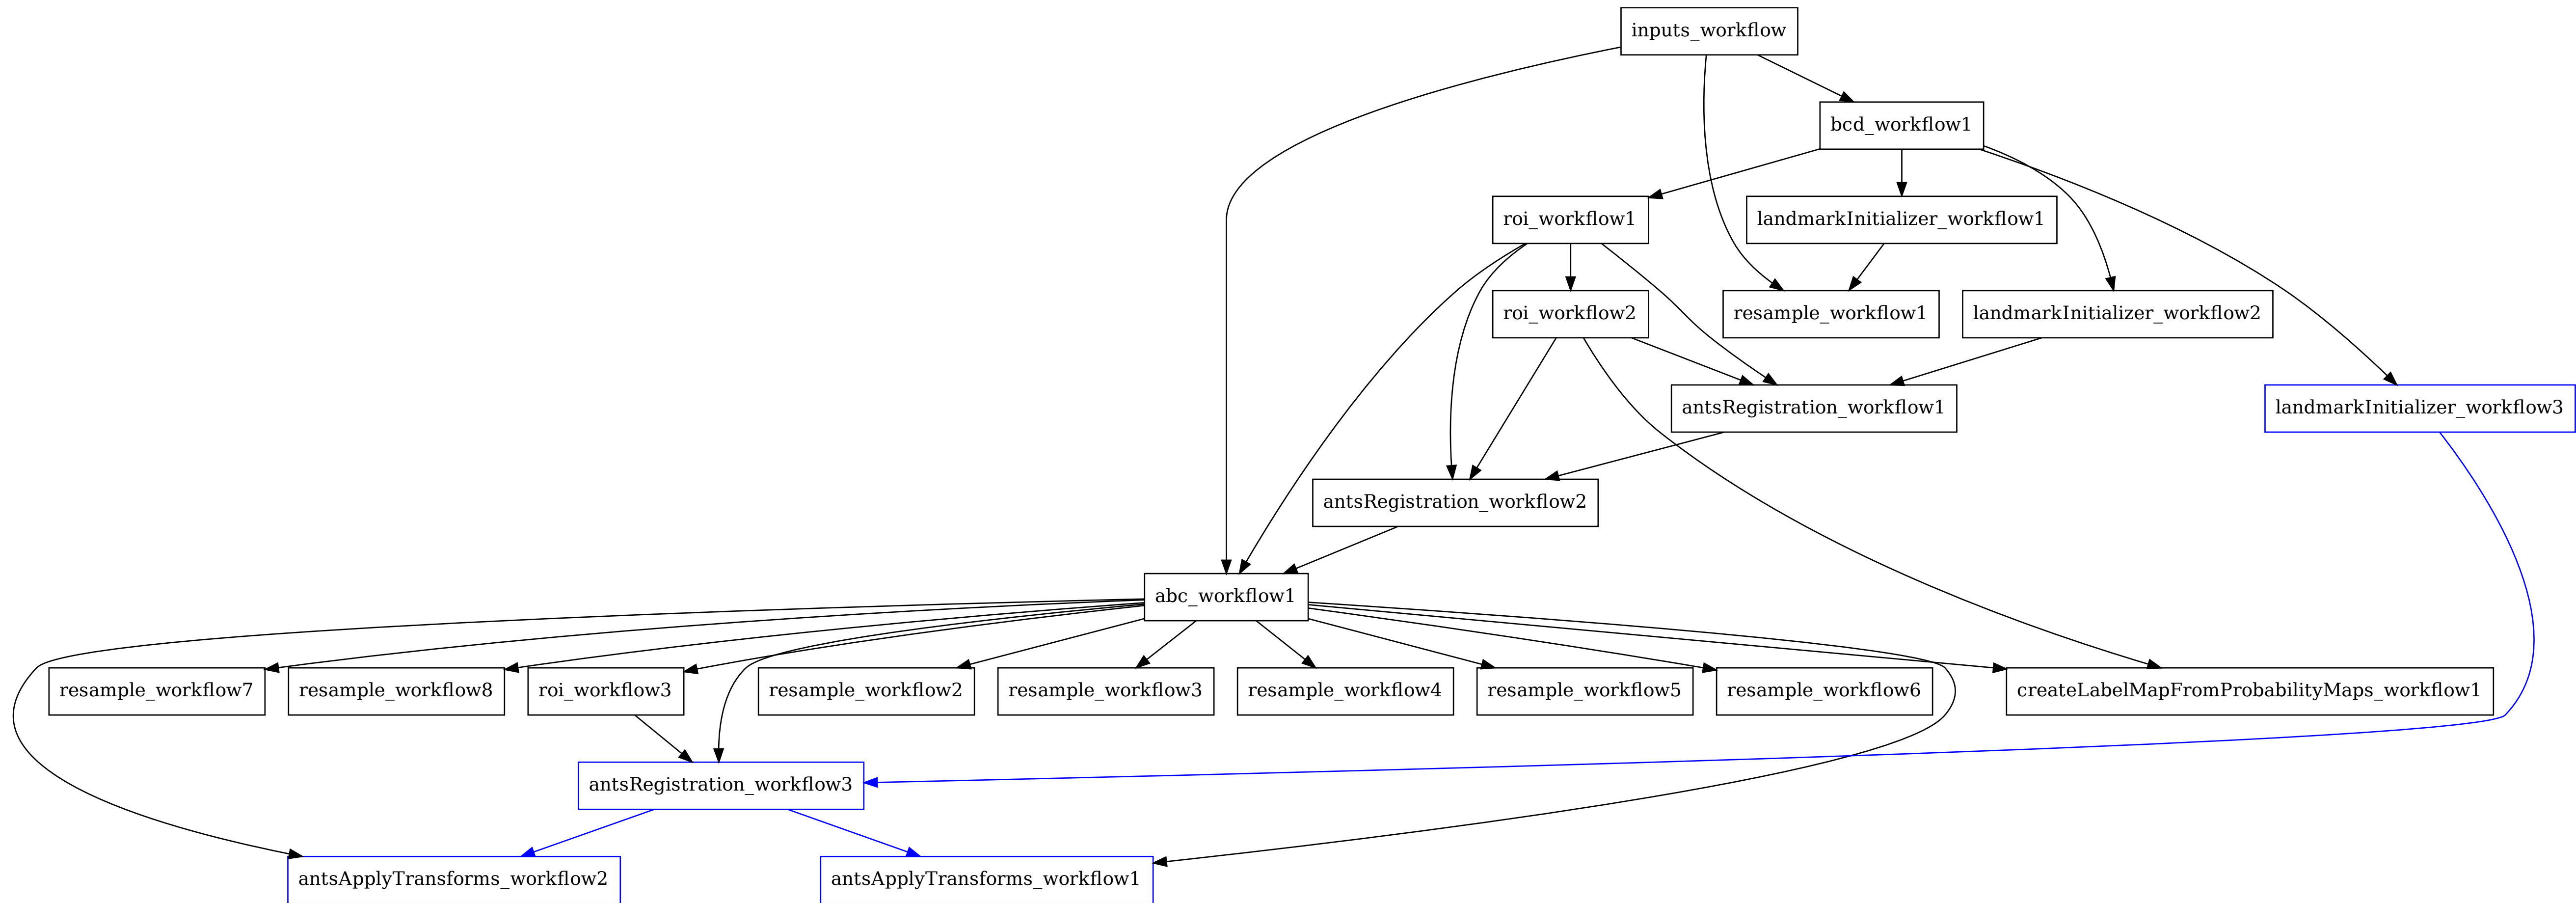 inputs_workflow
bcd_workflow1
roi_workflow1
landmarkInitializer_workflow1
roi_workflow2
resample_workflow1
landmarkInitializer_workflow2
antsRegistration_workflow1
landmarkInitializer_workflow3
antsRegistration_workflow2
abc_workflow1
resample_workflow7
resample_workflow8
roi_workflow3
resample_workflow2
resample_workflow3
resample_workflow4
resample_workflow5
resample_workflow6
createLabelMapFromProbabilityMaps_workflow1
antsRegistration_workflow3
antsApplyTransforms_workflow2
antsApplyTransforms_workflow1